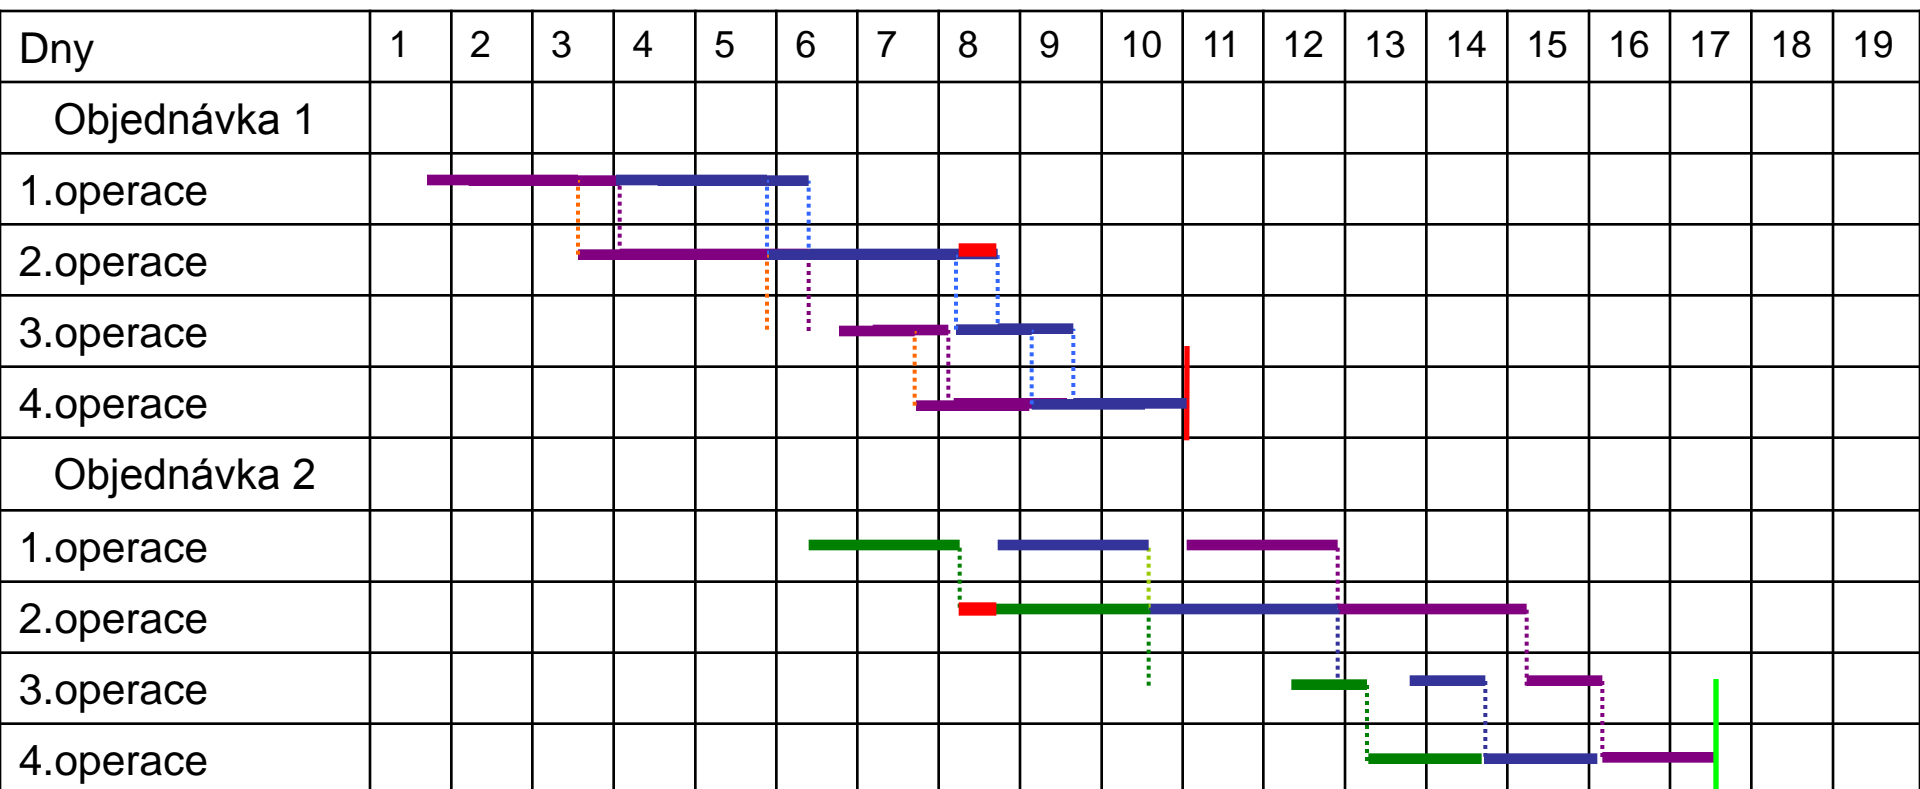 Dny 1 2 3 4 5 6 7 8 9 10 11 12 13 14 15 16 17 18 19
Objednávka 1
1.operace
2.operace
3.operace
4.operace
Objednávka 2
1.operace
2.operace
3.operace
4.operace